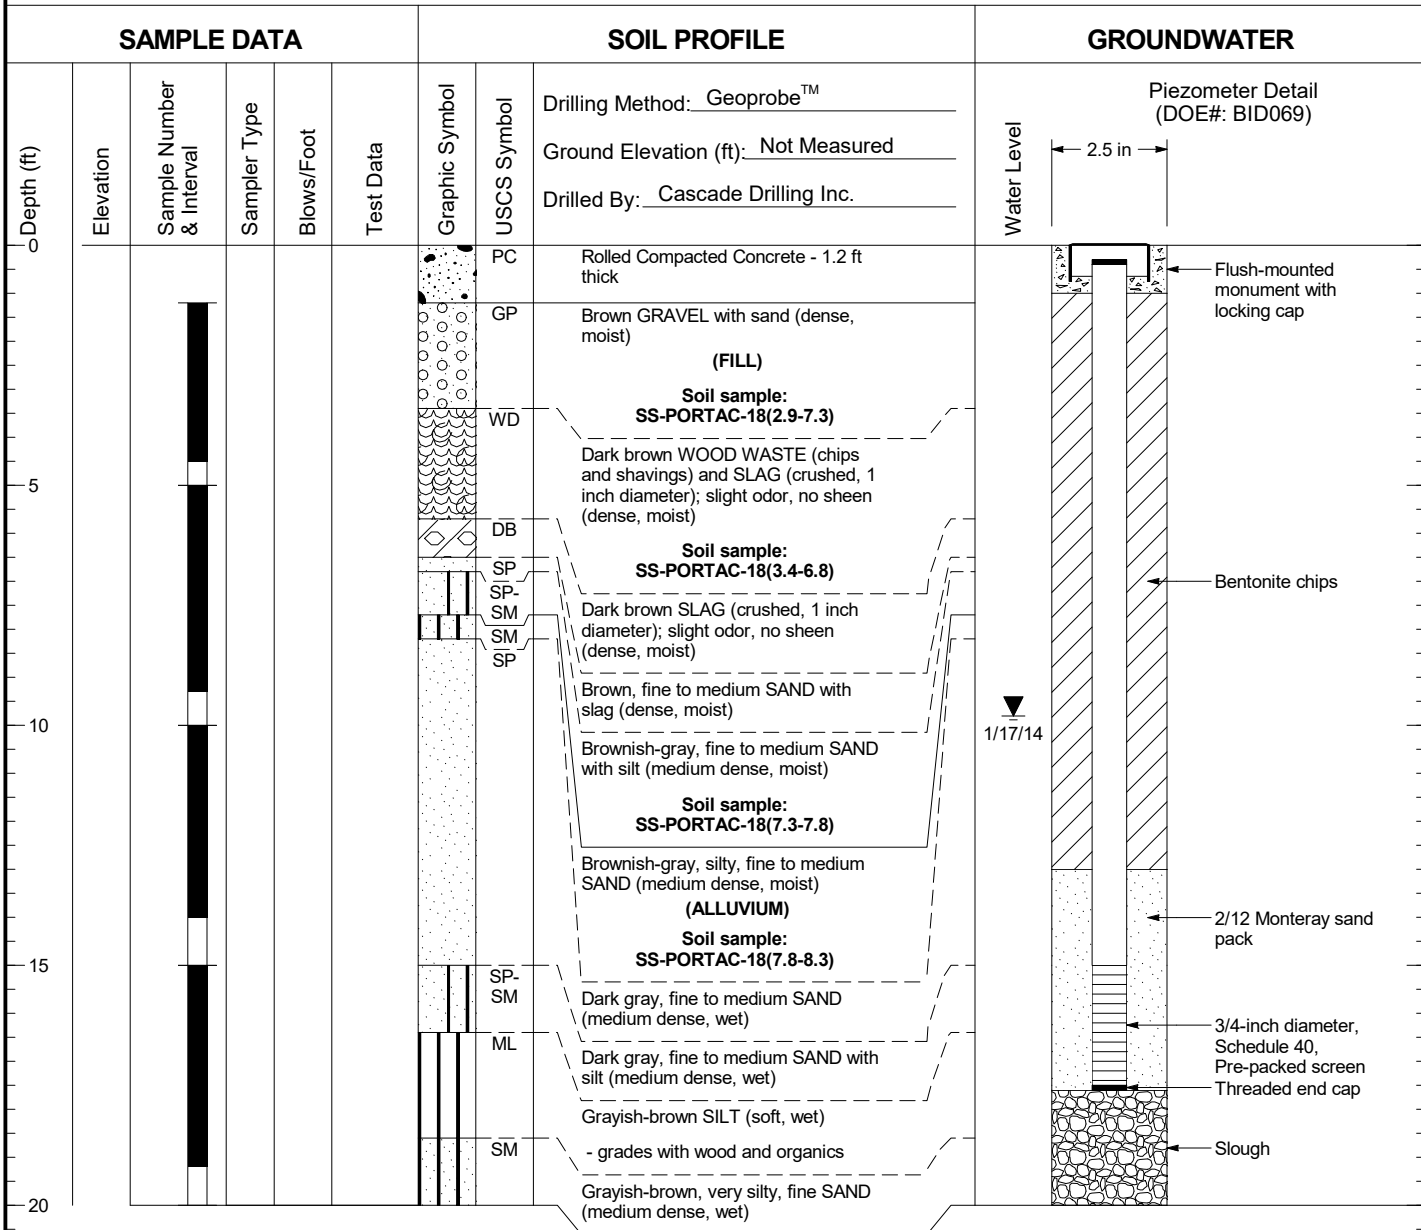 SAMPLE DATA
SOIL PROFILE
GROUNDWATER
Depth (ft)
Elevation
Sample Number
& Interval
Sampler Type
Blows/Foot
Test Data
Graphic Symbol
USCS Symbol
Drilling Method: Geoprobe™
Ground Elevation (ft): Not Measured
Drilled By: Cascade Drilling Inc.
Water Level
Piezometer Detail
(DOE#: BID069)
2.5 in
0
5
10
15
20
PC
GP
WD
DB
SP
SP-
SM
SM
SP
SP-
SM
ML
SM
Rolled Compacted Concrete - 1.2 ft
thick
Brown GRAVEL with sand (dense,
moist)
(FILL)
Soil sample:
SS-PORTAC-18(2.9-7.3)
Dark brown WOOD WASTE (chips
and shavings) and SLAG (crushed, 1
inch diameter); slight odor, no sheen
(dense, moist)
Soil sample:
SS-PORTAC-18(3.4-6.8)
Dark brown SLAG (crushed, 1 inch
diameter); slight odor, no sheen
(dense, moist)
Brown, fine to medium SAND with
slag (dense, moist)
Brownish-gray, fine to medium SAND
with silt (medium dense, moist)
Soil sample:
SS-PORTAC-18(7.3-7.8)
Brownish-gray, silty, fine to medium
SAND (medium dense, moist)
(ALLUVIUM)
Soil sample:
SS-PORTAC-18(7.8-8.3)
Dark gray, fine to medium SAND
(medium dense, wet)
Dark gray, fine to medium SAND with
silt (medium dense, wet)
Grayish-brown SILT (soft, wet)
- grades with wood and organics
Grayish-brown, very silty, fine SAND
(medium dense, wet)
1/17/14
Flush-mounted
monument with
locking cap
Bentonite chips
2/12 Monteray sand
pack
3/4-inch diameter,
Schedule 40,
Pre-packed screen
Threaded end cap
Slough